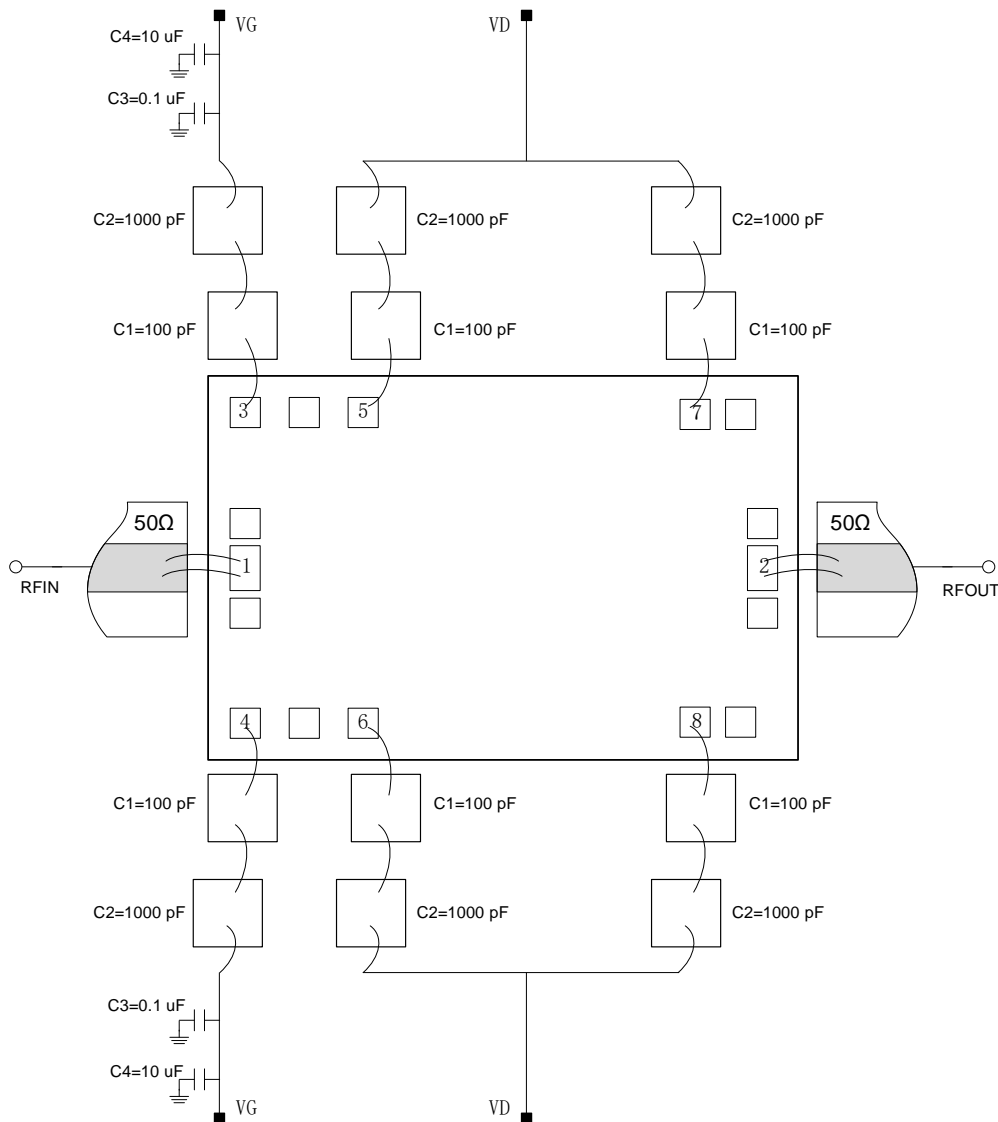 VG
VD
C4=10 uF
C3=0.1 uF
C2=1000 pF
C2=1000 pF
C2=1000 pF
C1=100 pF
C1=100 pF
C1=100 pF
3
5
7
50Ω
50Ω
1
2
RFIN
RFOUT
4
6
8
C1=100 pF
C1=100 pF
C1=100 pF
C2=1000 pF
C2=1000 pF
C2=1000 pF
C3=0.1 uF
C4=10 uF
VG
VD